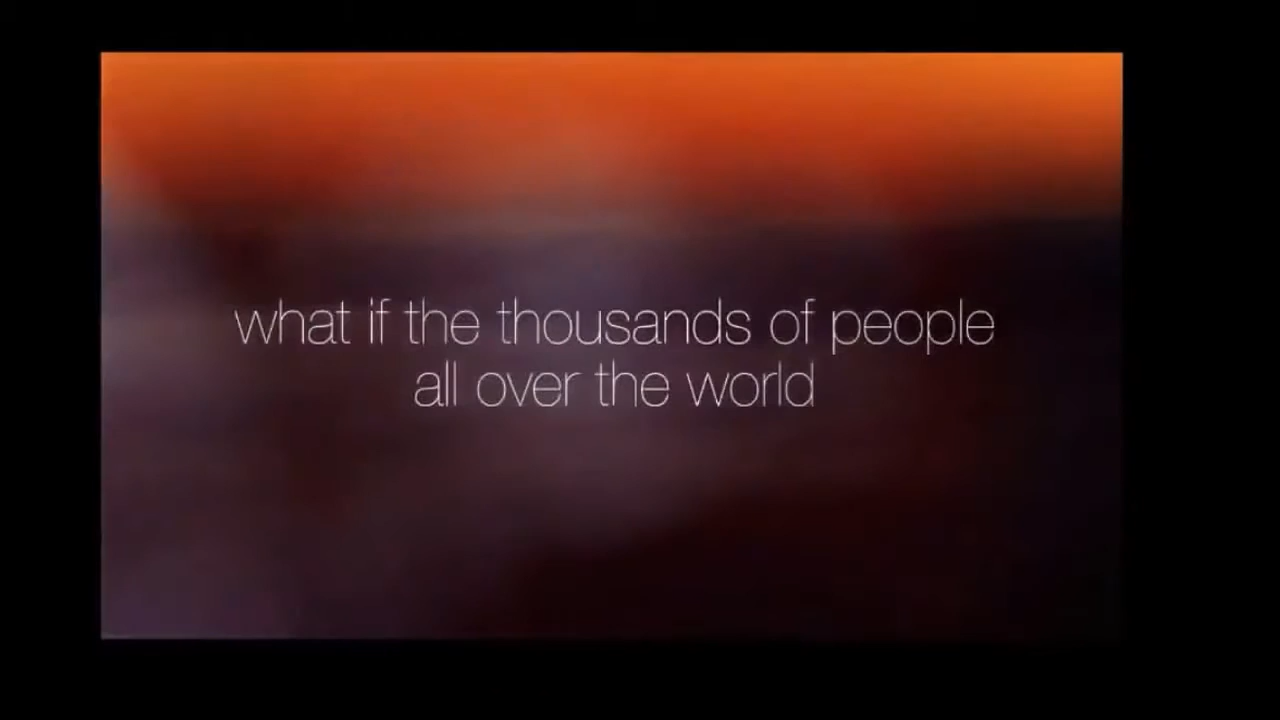 what if the thousands of people
all over the world